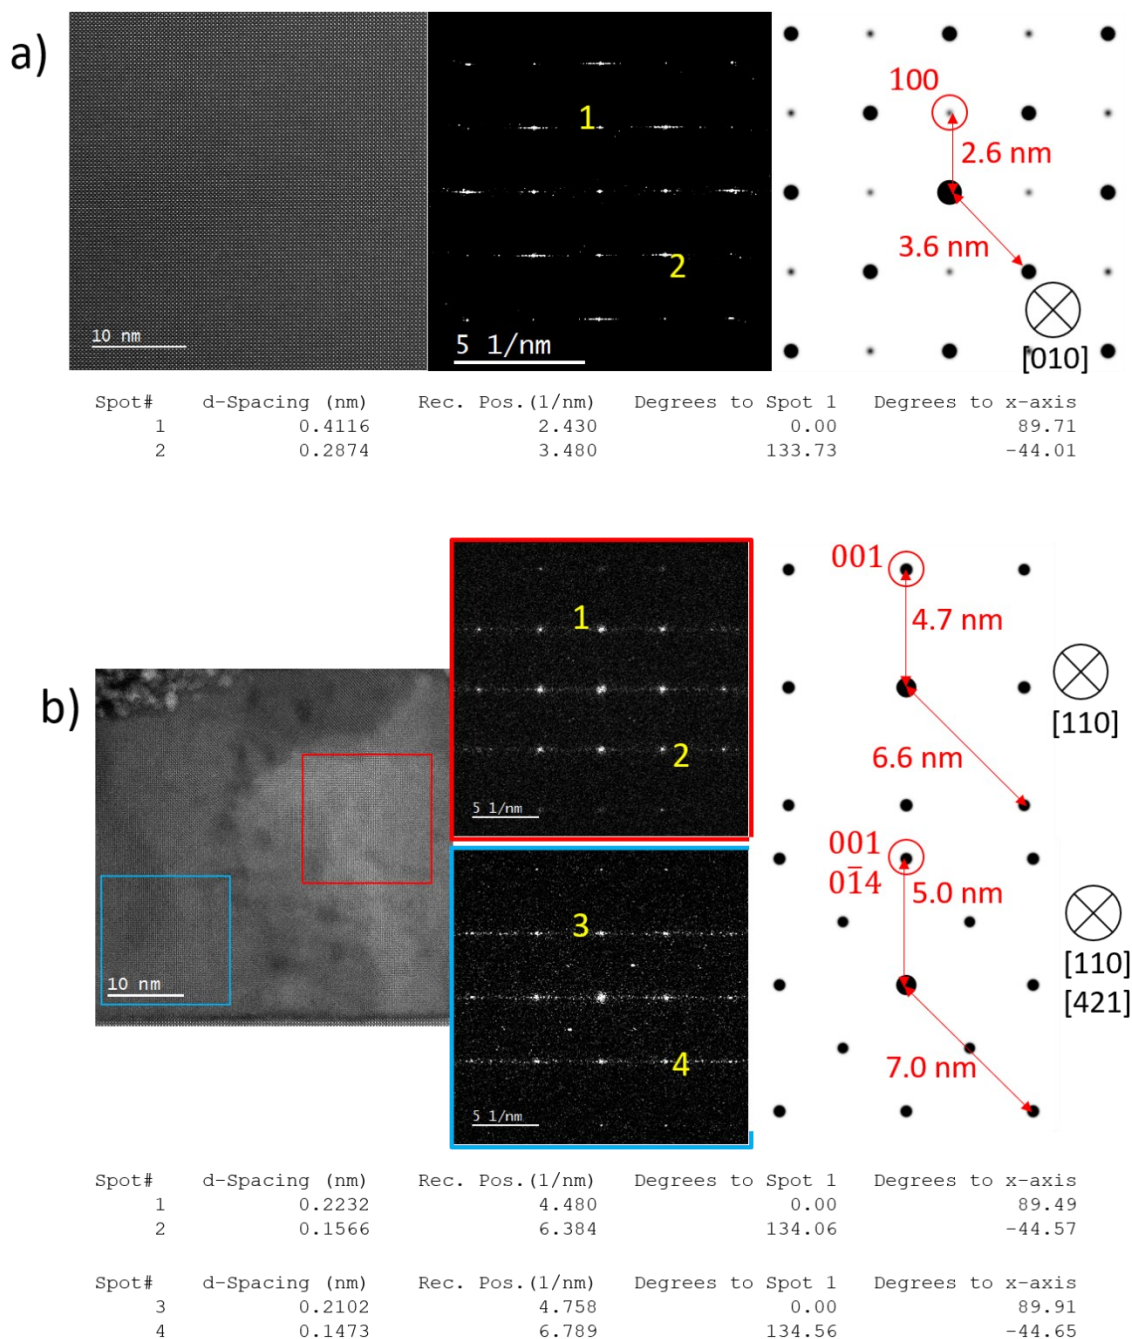 a)
10 nm
1
2
5 1/nm
100
2.6 nm
3.6 nm
[010]
Spot# d-Spacing (nm) Rec. Pos.(1/nm) Degrees to Spot 1 Degrees to x-axis
1 0.4116 2.430 0.00 89.71
2 0.2874 3.480 133.73 -44.01
b)
10 nm
1
2
5 1/nm
001
4.7 nm
[110]
6.6 nm
3
4
5 1/nm
001
01̄4
5.0 nm
[110]
[421]
7.0 nm
Spot# d-Spacing (nm) Rec. Pos.(1/nm) Degrees to Spot 1 Degrees to x-axis
1 0.2232 4.480 0.00 89.49
2 0.1566 6.384 134.06 -44.57
Spot# d-Spacing (nm) Rec. Pos.(1/nm) Degrees to Spot 1 Degrees to x-axis
3 0.2102 4.758 0.00 89.91
4 0.1473 6.789 134.56 -44.65